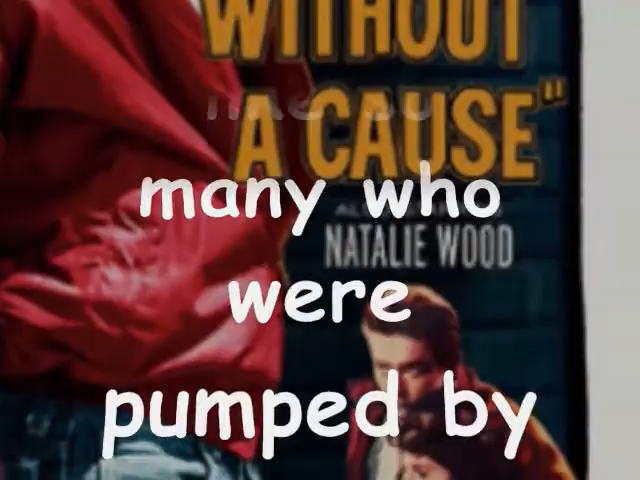 WITHOUT
A CAUSE"
many who
NATALIE WOOD
were
pumped by